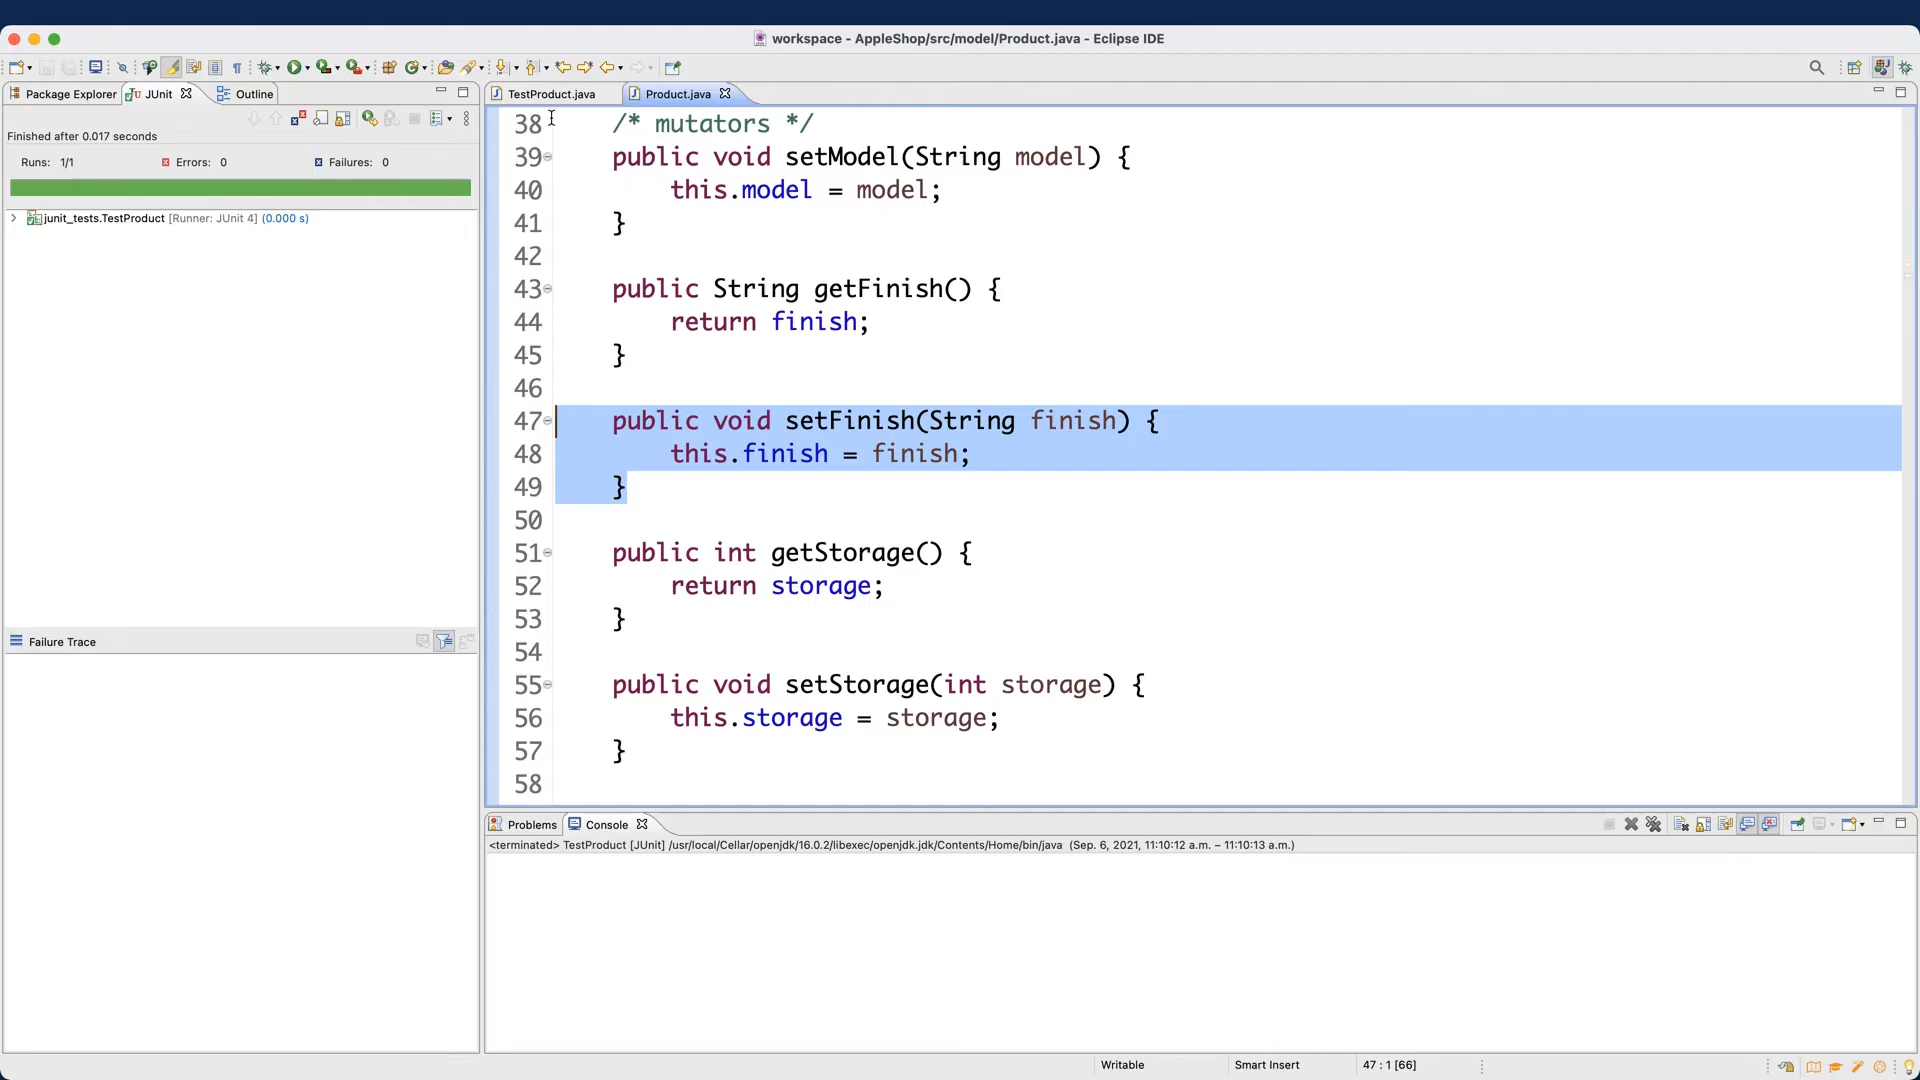 workspace - AppleShop/src/model/Product.java - Eclipse IDE
Package Explorer
JUnit
Outline
Finished after 0.017 seconds
Runs: 1/1
Errors: 0
Failures: 0
junit_tests.TestProduct [Runner: JUnit 4] (0.000 s)
Failure Trace
TestProduct.java
Product.java
38 /* mutators */
39 public void setModel(String model) {
40 this.model = model;
41 }
42
43 public String getFinish() {
44 return finish;
45 }
46
47 public void setFinish(String finish) {
48 this.finish = finish;
49 }
50
51 public int getStorage() {
52 return storage;
53 }
54
55 public void setStorage(int storage) {
56 this.storage = storage;
57 }
58
Problems
Console
<terminated> TestProduct [JUnit] /usr/local/Cellar/openjdk/16.0.2/libexec/openjdk.jdk/Contents/Home/bin/java (Sep. 6, 2021, 11:10:12 a.m. – 11:10:13 a.m.)
Writable
Smart Insert
47 : 1 [66]